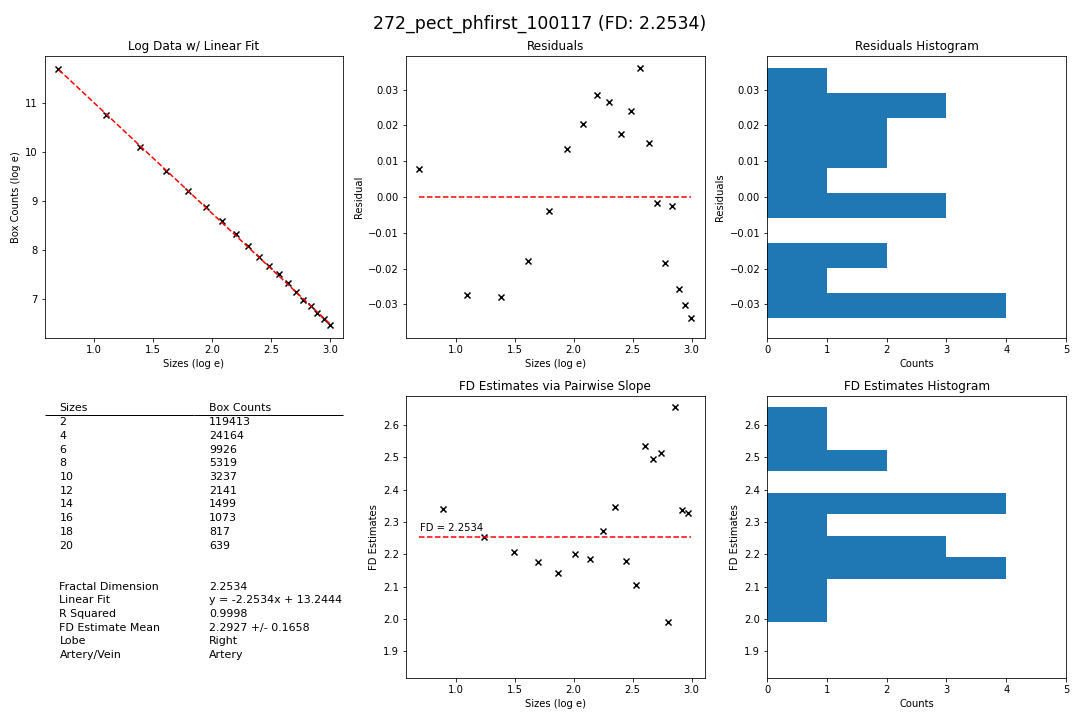 272_pect_phfirst_100117 (FD: 2.2534)
Log Data w/ Linear Fit
Box Counts (log e)
11
10
9
8
7
1.0 1.5 2.0 2.5 3.0
Sizes (log e)
Residuals
Residual
0.03
0.02
0.01
0.00
−0.01
−0.02
−0.03
1.0 1.5 2.0 2.5 3.0
Sizes (log e)
Residuals Histogram
Residuals
0.03
0.02
0.01
0.00
−0.01
−0.02
−0.03
0 1 2 3 4 5
Counts
Sizes Box Counts
2 119413
4 24164
6 9926
8 5319
10 3237
12 2141
14 1499
16 1073
18 817
20 639
Fractal Dimension 2.2534
Linear Fit y = -2.2534x + 13.2444
R Squared 0.9998
FD Estimate Mean 2.2927 +/- 0.1658
Lobe Right
Artery/Vein Artery
FD Estimates via Pairwise Slope
FD Estimates
2.6
2.5
2.4
2.3
2.2
2.1
2.0
1.9
FD = 2.2534
1.0 1.5 2.0 2.5 3.0
Sizes (log e)
FD Estimates Histogram
FD Estimates
2.6
2.5
2.4
2.3
2.2
2.1
2.0
1.9
0 1 2 3 4 5
Counts